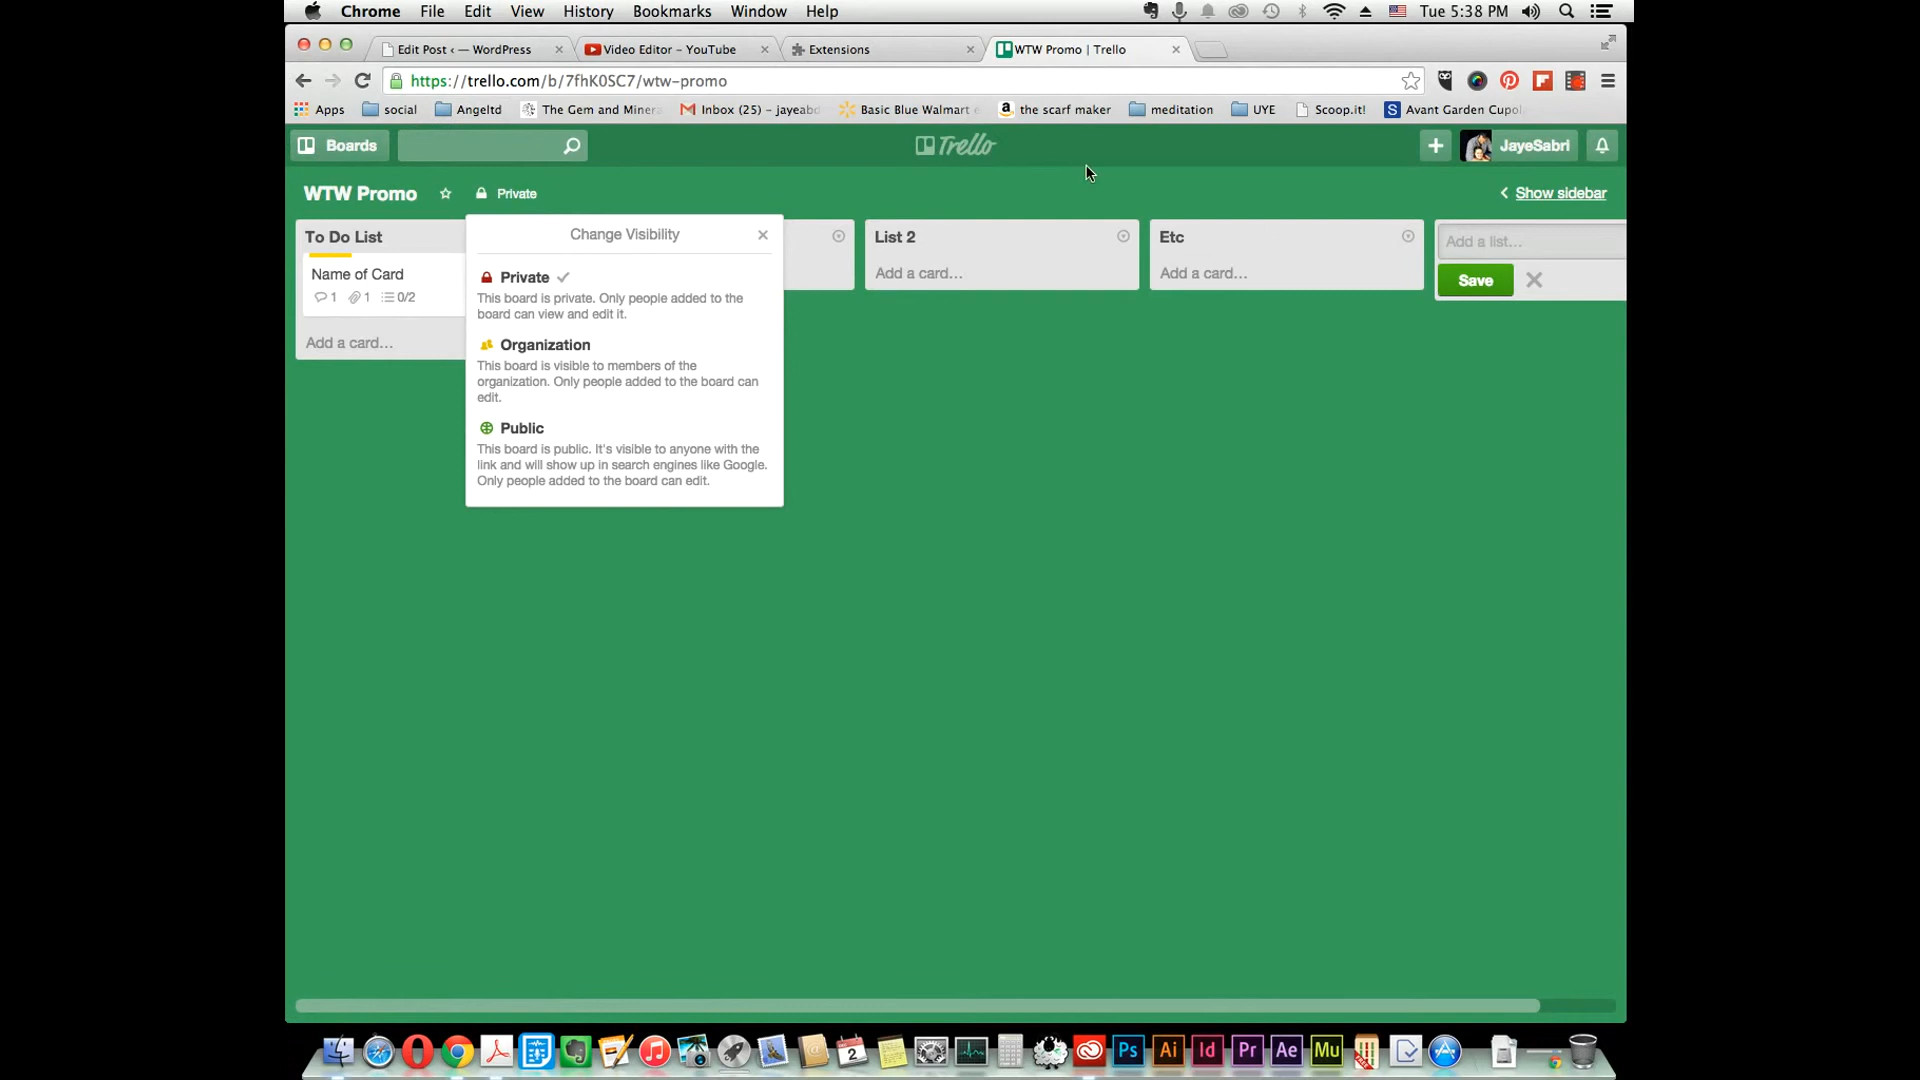 Chrome File Edit View History Bookmarks Window Help Tue 5:38 PM
Edit Post ‹ — WordPress Video Editor - YouTube Extensions WTW Promo | Trello
https://trello.com/b/7fhK0SC7/wtw-promo
Apps social Angeltd The Gem and Minera Inbox (25) - jayeabd Basic Blue Walmart a the scarf maker meditation UYE Scoop.it! S Avant Garden Cupol
Boards Trello + JayeSabri
WTW Promo Private Show sidebar
To Do List List 2 Etc Add a list...
Name of Card Add a card... Add a card... Save
1 1 0/2
Add a card...
Change Visibility
Private
This board is private. Only people added to the
board can view and edit it.
Organization
This board is visible to members of the
organization. Only people added to the board can
edit.
Public
This board is public. It's visible to anyone with the
link and will show up in search engines like Google.
Only people added to the board can edit.
2 Ps Ai Id Pr Ae Mu